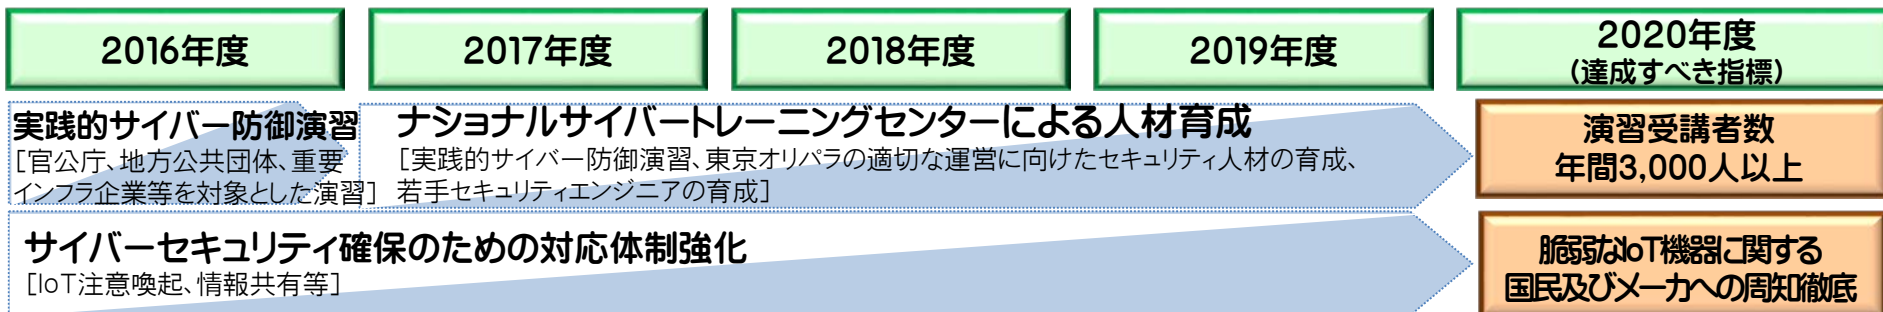 2016年度
2017年度
2018年度
2019年度
2020年度
(達成すべき指標)
実践的サイバー防御演習
[官公庁、地方公共団体、重要
インフラ企業等を対象とした演習]
ナショナルサイバートレーニングセンターによる人材育成
[実践的サイバー防御演習、東京オリパラの適切な運営に向けたセキュリティ人材の育成、
若手セキュリティエンジニアの育成]
演習受講者数
年間3,000人以上
サイバーセキュリティ確保のための対応体制強化
[IoT注意喚起、情報共有等]
脆弱なIoT機器に関する
国民及びメーカへの周知徹底